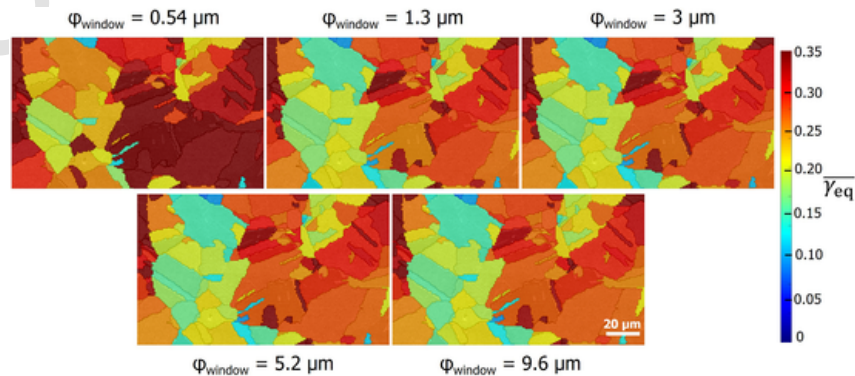 φwindow = 0.54 µm
φwindow = 1.3 µm
φwindow = 3 µm
0.35
0.30
0.25
0.20
γeq
0.15
0.10
0.05
0
20 µm
φwindow = 5.2 µm
φwindow = 9.6 µm